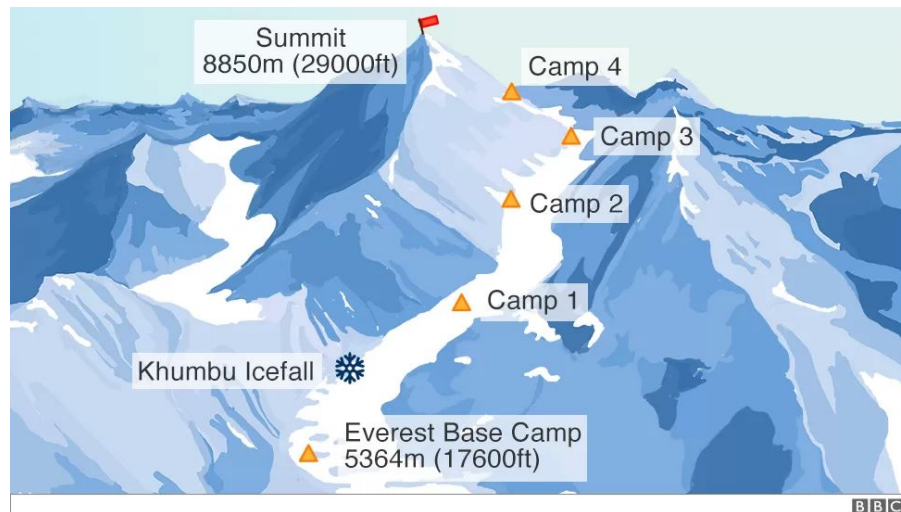 Summit
8850m (29000ft)
Camp 4
Camp 3
Camp 2
Camp 1
Khumbu Icefall
Everest Base Camp
5364m (17600ft)
BBC